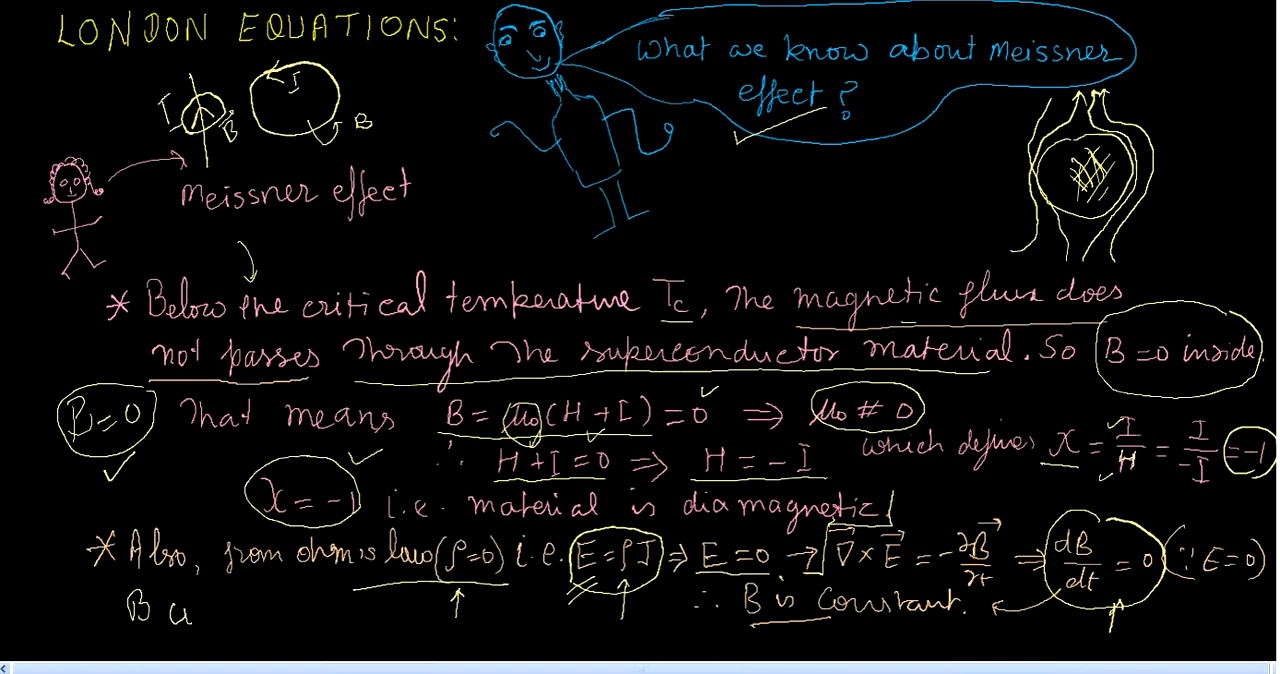 LONDON EQUATIONS:
What we know about Meissner
effect?
I B I B
Meissner effect
* Below the critical temperature Tc, The magnetic flux does
not passes through the superconductor material. So B=0 inside.
B=0 That means B = μ0(H+I) = 0 ⇒ μ0 # 0
which defines χ = I/H = I/-I = -1
∴ H+I=0 ⇒ H = -I
χ = -1 i.e. material is diamagnetic
* Also, from ohm's law (ρ=0) i.e. E=ρJ ⇒ E=0 → ∇×E = -∂B/∂t ⇒ dB/dt = 0 (∵ E=0)
∴ B is constant.
B a